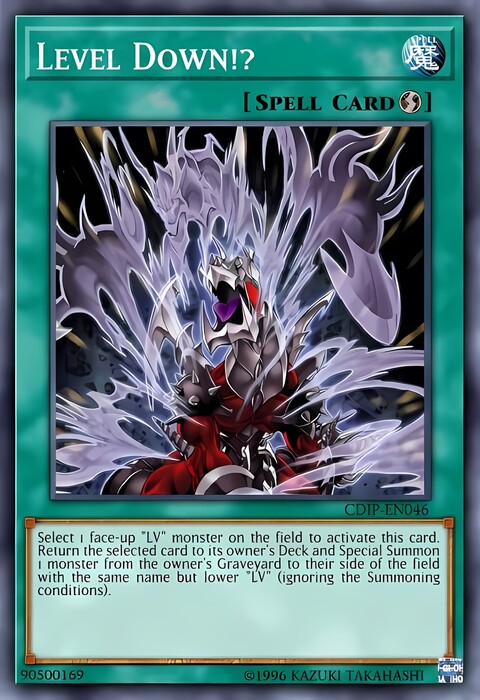 LEVEL DOWN!?
魔
[SPELL CARD]
CDIP-EN046
Select 1 face-up "LV" monster on the field to activate this card.
Return the selected card to its owner's Deck and Special Summon
1 monster from the owner's Graveyard to their side of the field
with the same name but lower "LV" (ignoring the Summoning
conditions).
90500169
©1996 KAZUKI TAKAHASHI